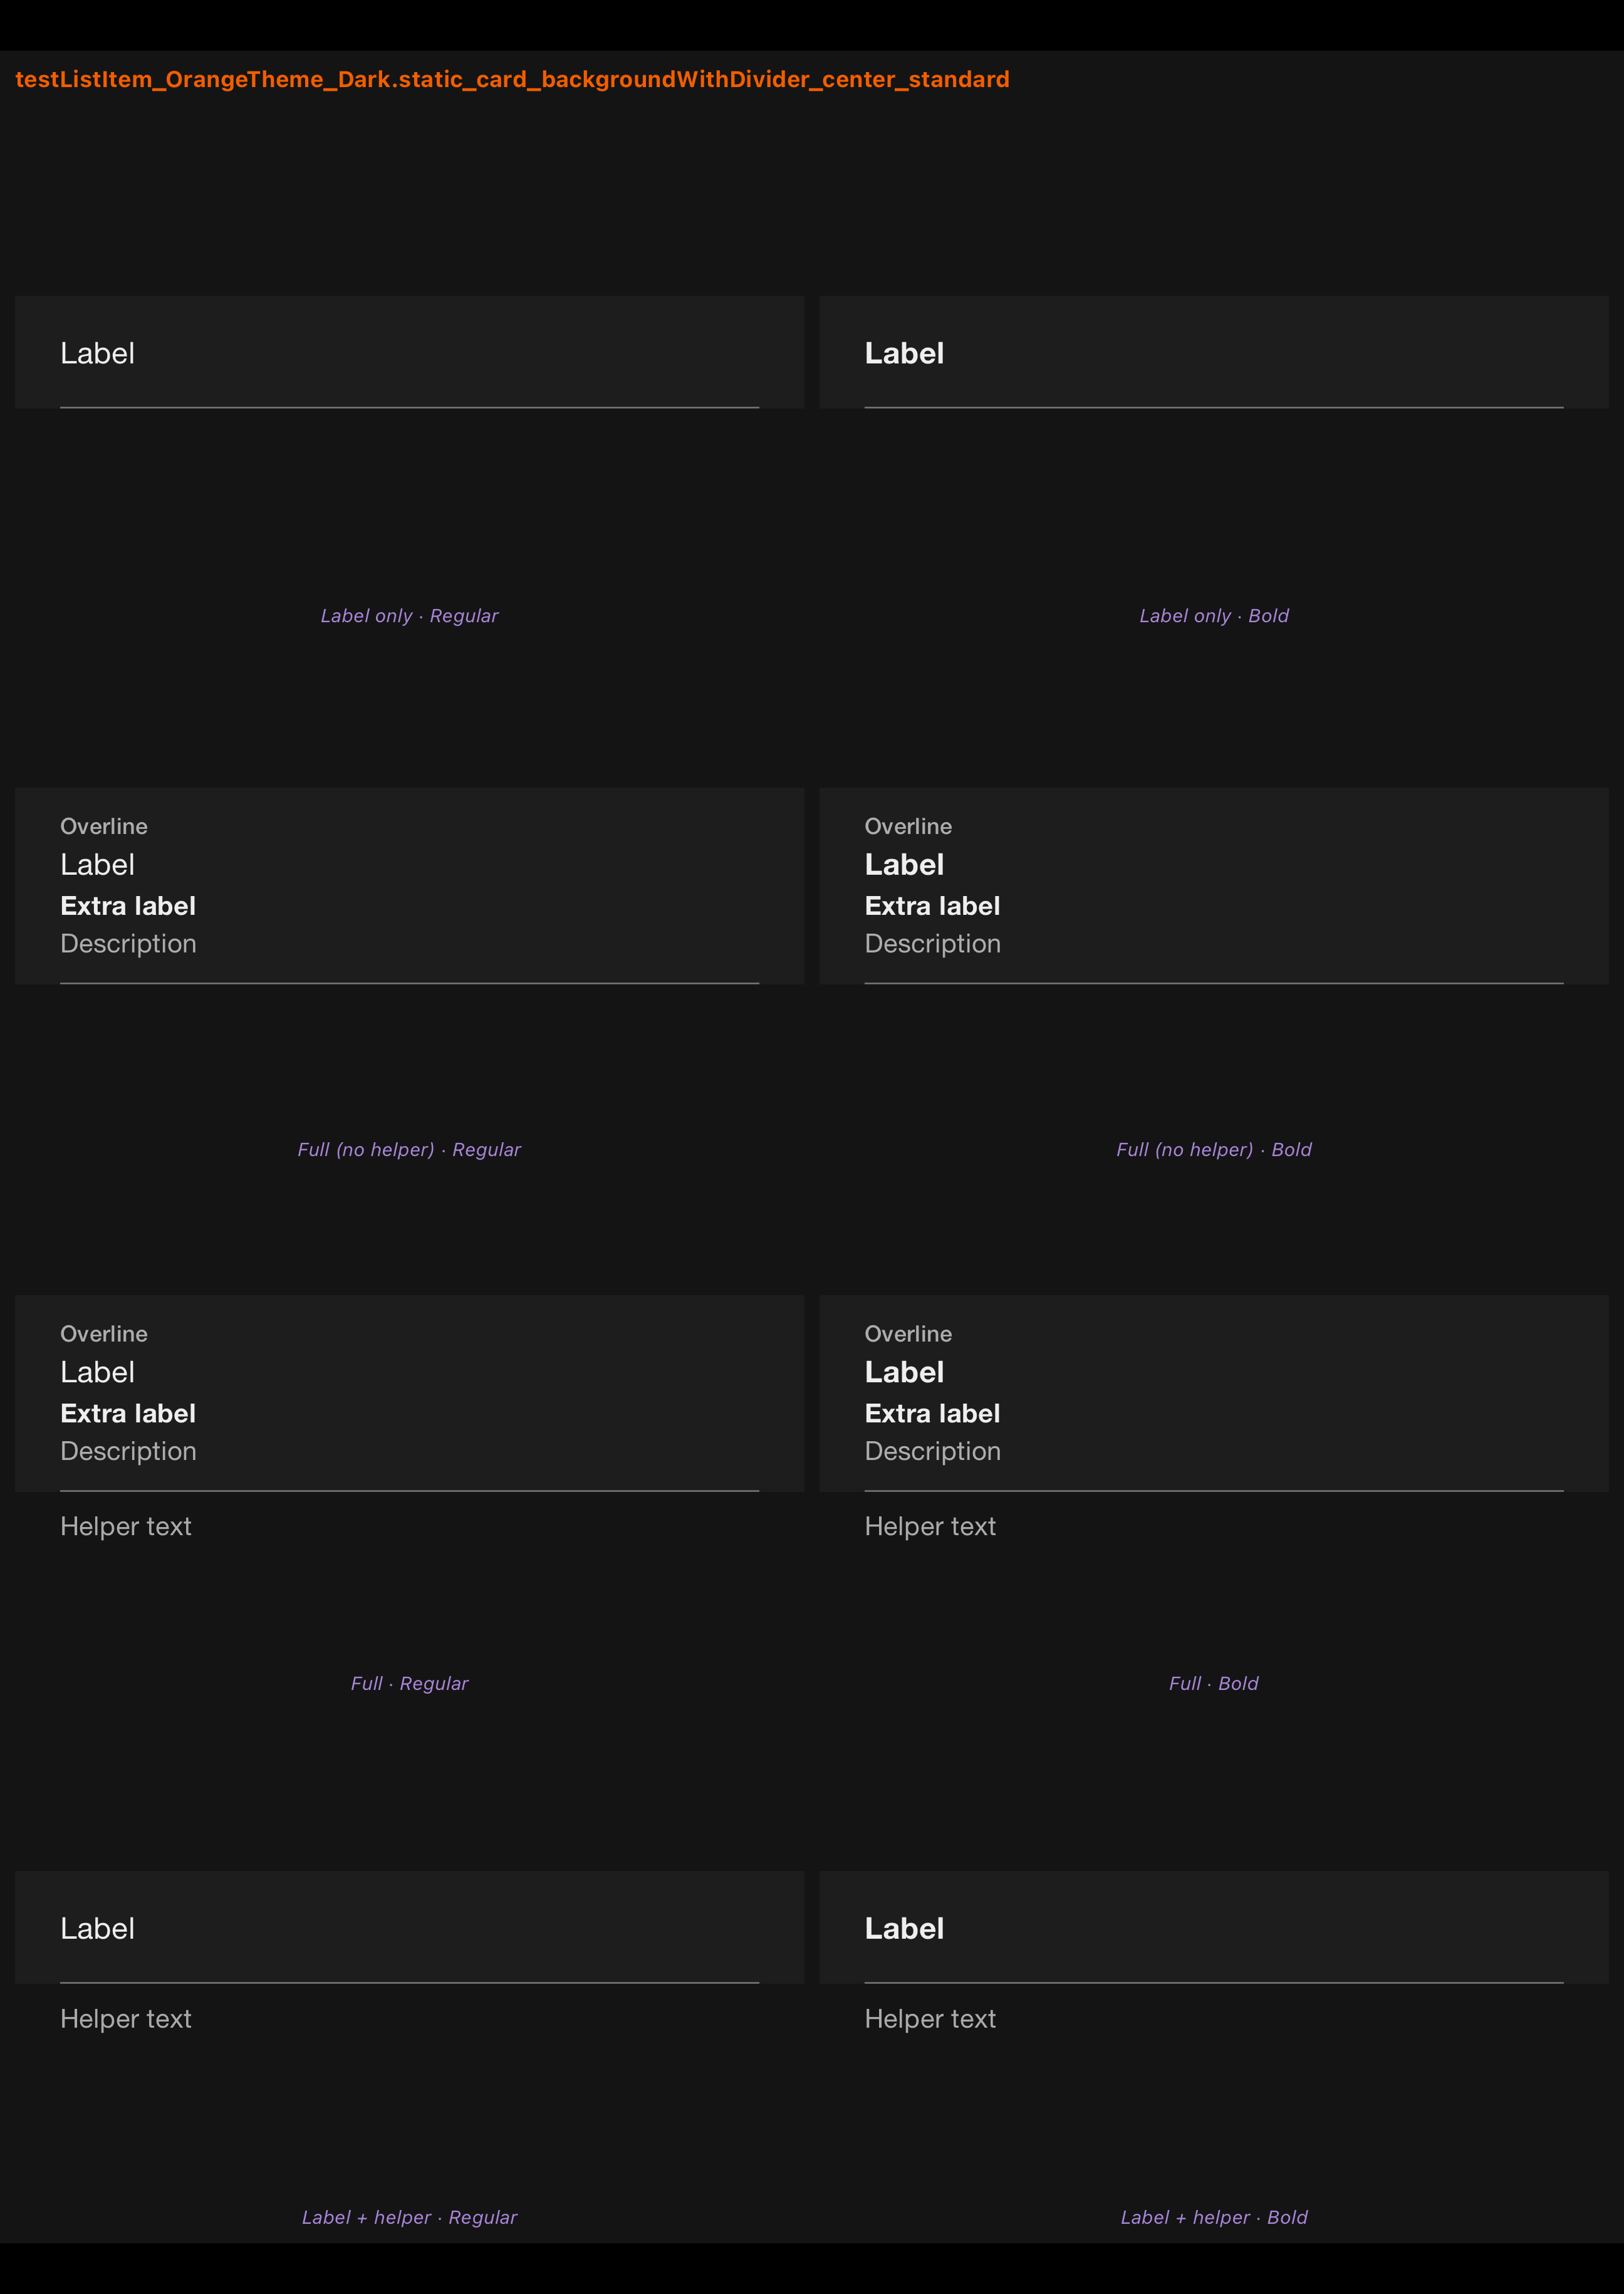 testListItem_OrangeTheme_Dark.static_card_backgroundWithDivider_center_standard
Label
Label
Label only · Regular
Label only · Bold
Overline
Label
Extra label
Description
Overline
Label
Extra label
Description
Full (no helper) · Regular
Full (no helper) · Bold
Overline
Label
Extra label
Description
Helper text
Overline
Label
Extra label
Description
Helper text
Full · Regular
Full · Bold
Label
Helper text
Label
Helper text
Label + helper · Regular
Label + helper · Bold